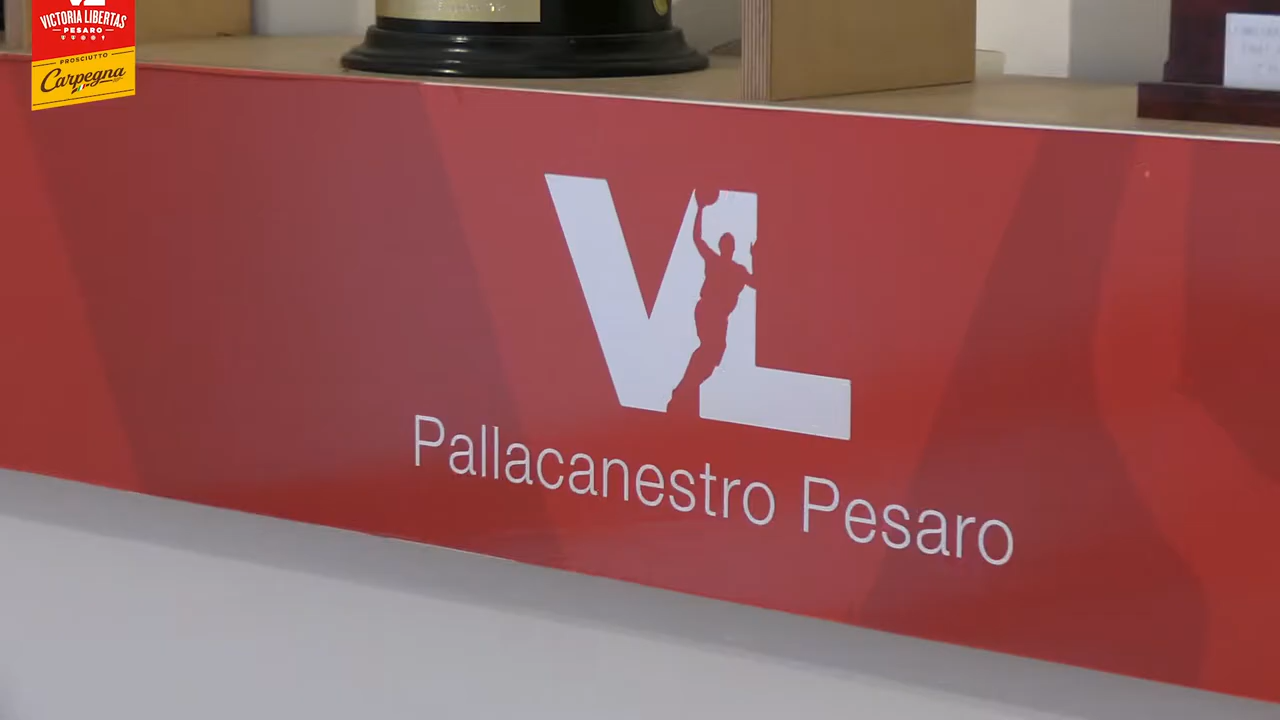 VICTORIA LIBERTAS
PESARO
PROSCIUTTO
Carpegna
VL
Pallacanestro Pesaro